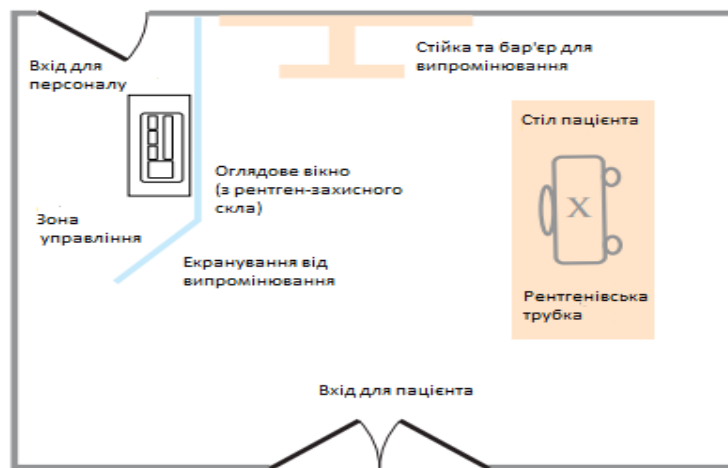 Вхід для
персоналу
Стійка та бар'єр для
випромінювання
Стіл пацієнта
X
Оглядове вікно
(з рентген-захисного
скла)
Зона
управління
Екранування від
випромінювання
Рентгенівська
трубка
Вхід для пацієнта